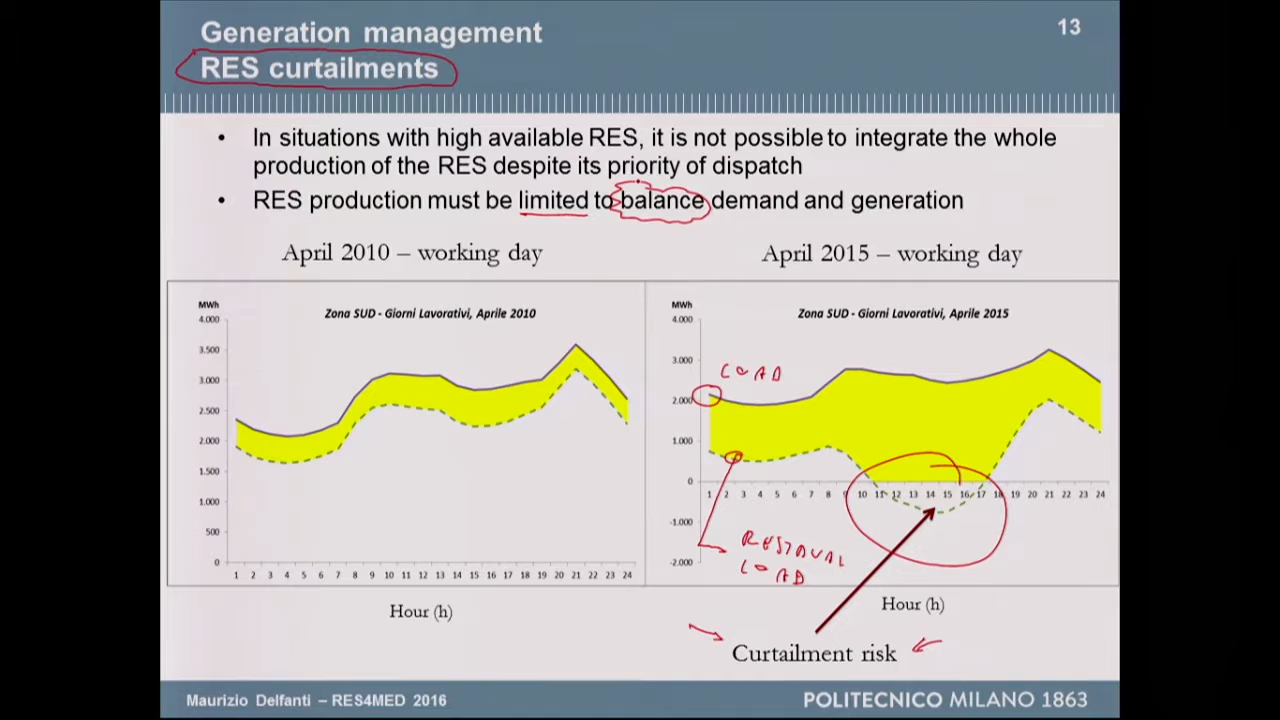 Generation management
13
RES curtailments
• In situations with high available RES, it is not possible to integrate the whole
production of the RES despite its priority of dispatch
• RES production must be limited to balance demand and generation
April 2010 – working day
April 2015 – working day
MWh
Zona SUD - Giorni Lavorativi, Aprile 2010
4.000
3.500
3.000
2.500
2.000
1.500
1.000
500
0
1 2 3 4 5 6 7 8 9 10 11 12 13 14 15 16 17 18 19 20 21 22 23 24
Hour (h)
MWh
Zona SUD - Giorni Lavorativi, Aprile 2015
4.000
3.000
2.000
1.000
0
-1.000
-2.000
1 2 3 4 5 6 7 8 9 10 11 12 13 14 15 16 17 18 19 20 21 22 23 24
LOAD
RESIDUAL
LOAD
Hour (h)
Curtailment risk
Maurizio Delfanti – RES4MED 2016
POLITECNICO MILANO 1863